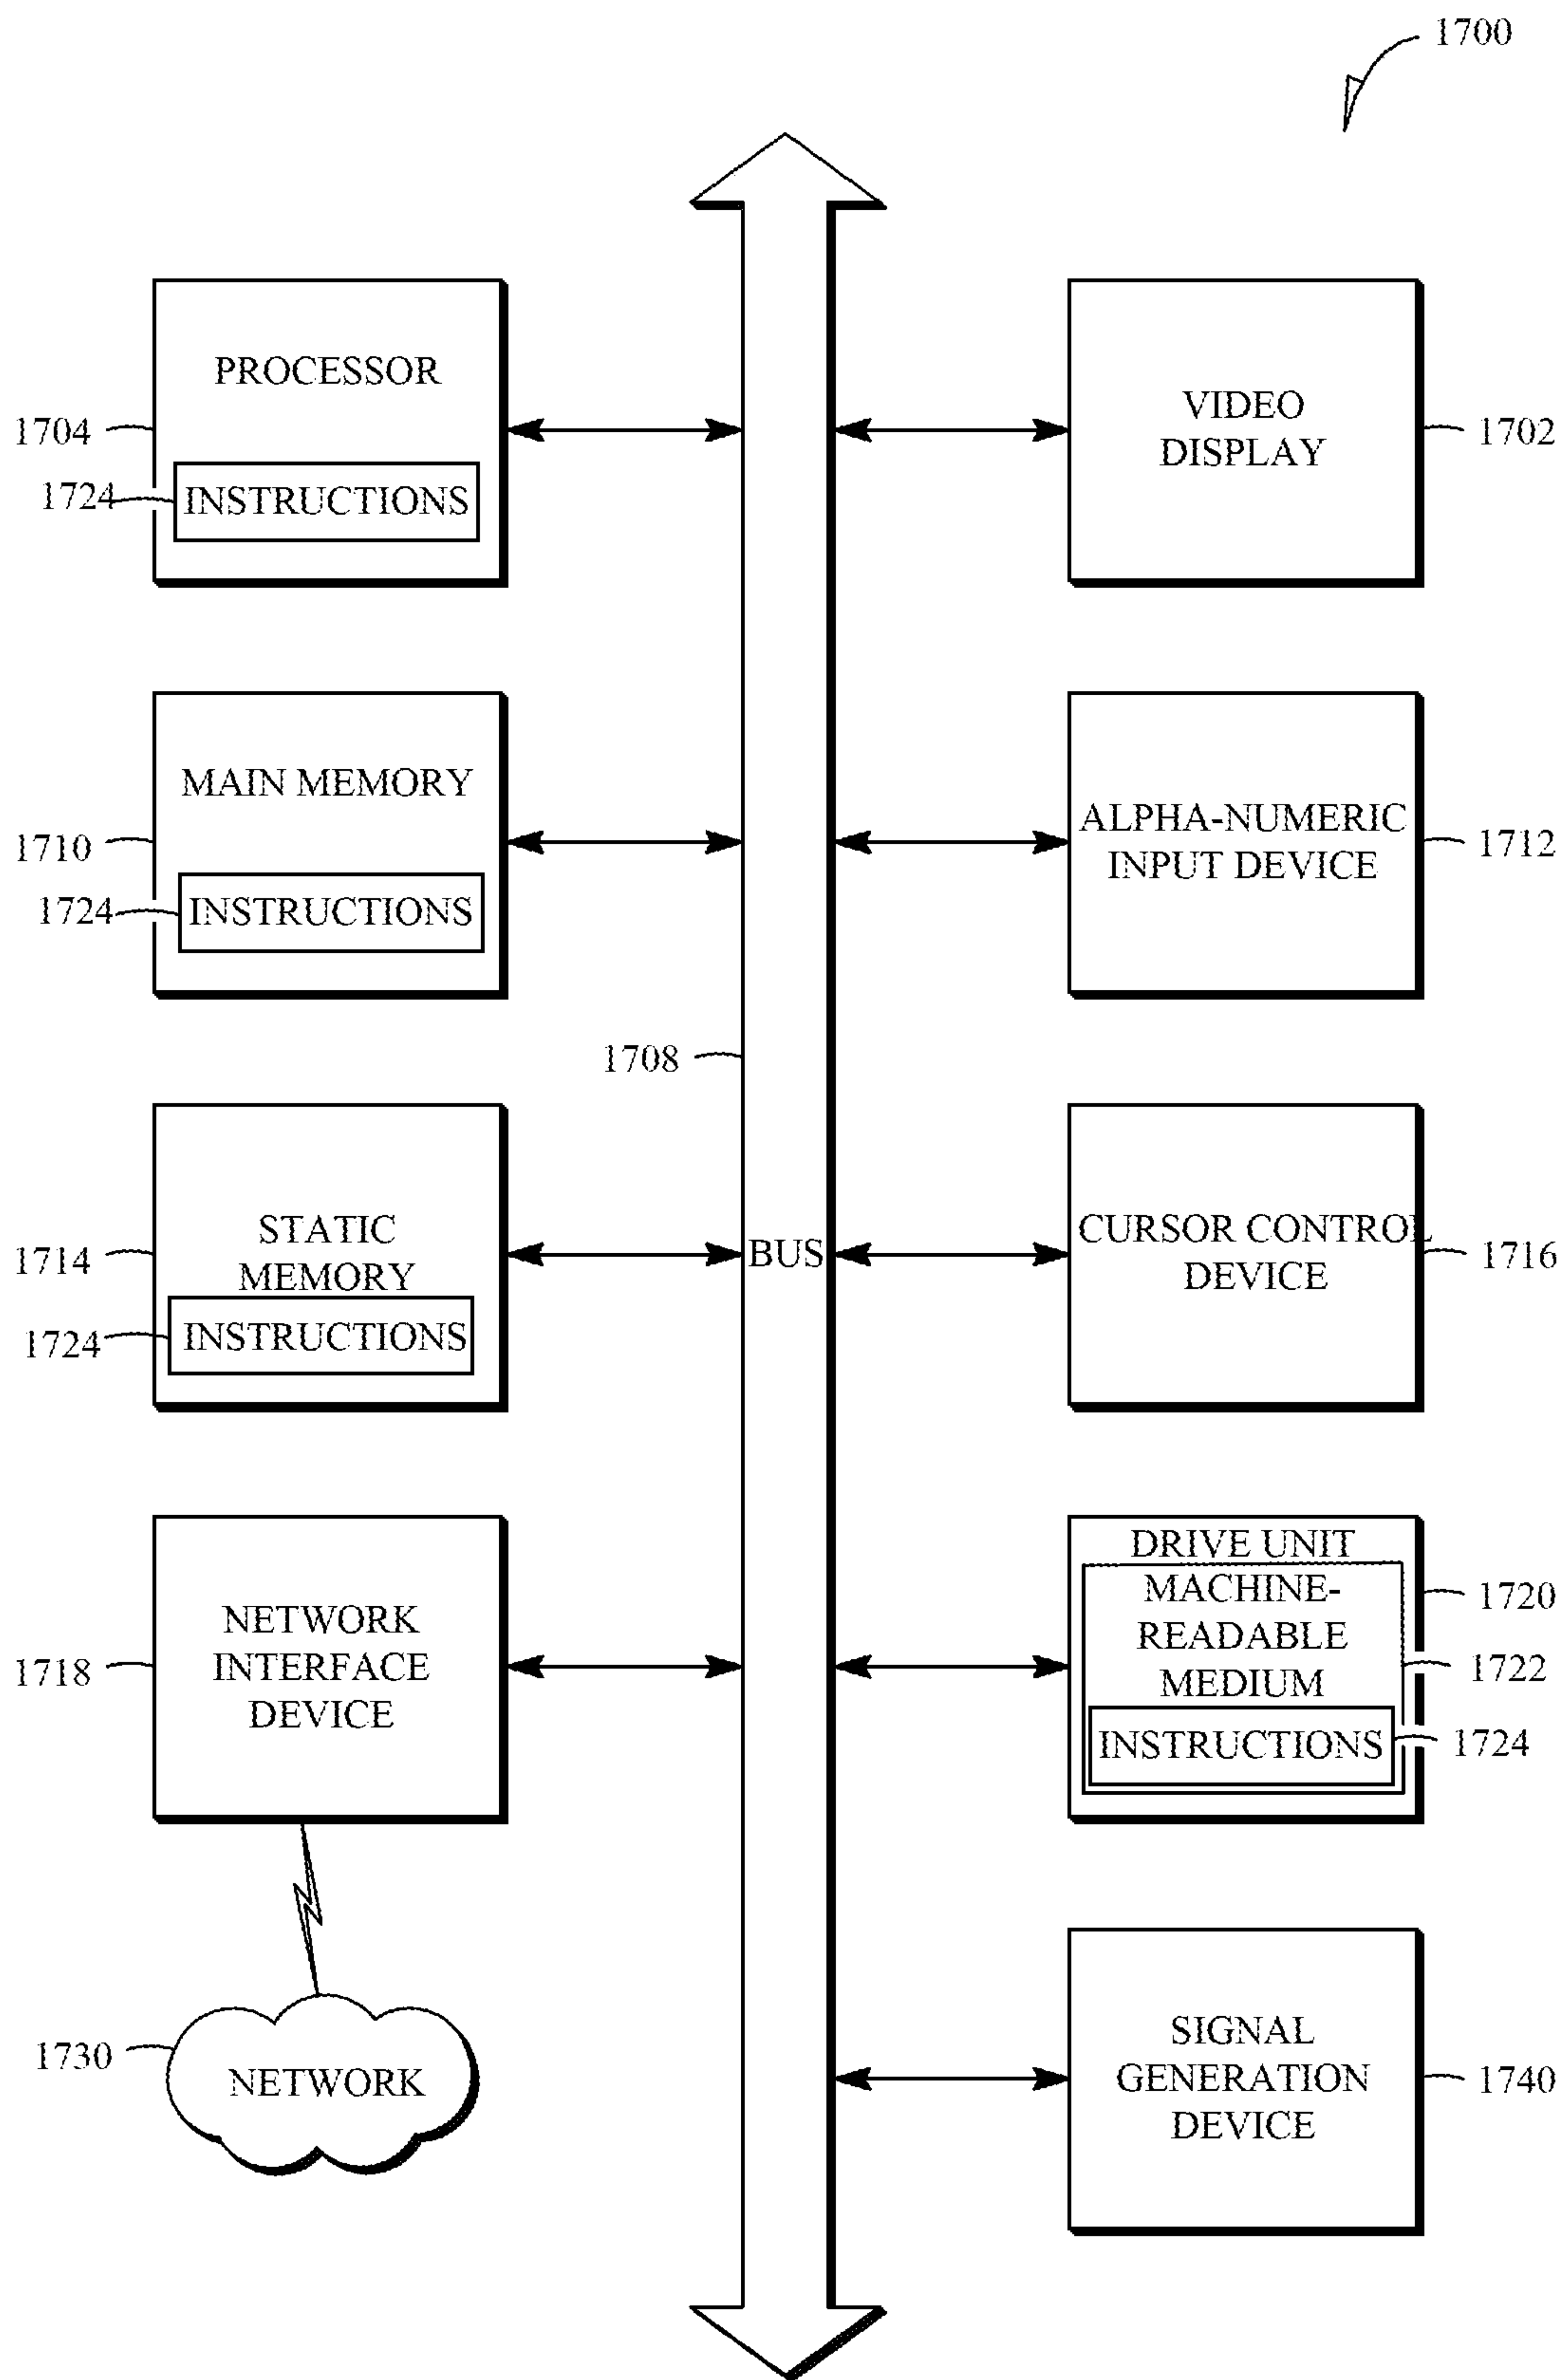 1700
PROCESSOR
1704
1724
INSTRUCTIONS
VIDEO
DISPLAY
1702
MAIN MEMORY
1710
1724
INSTRUCTIONS
ALPHA-NUMERIC
INPUT DEVICE
1712
1708
BUS
STATIC
MEMORY
1714
1724
INSTRUCTIONS
CURSOR CONTROL
DEVICE
1716
NETWORK
INTERFACE
DEVICE
1718
DRIVE UNIT
1720
MACHINE-
READABLE
MEDIUM
1722
INSTRUCTIONS
1724
1730
NETWORK
SIGNAL
GENERATION
DEVICE
1740